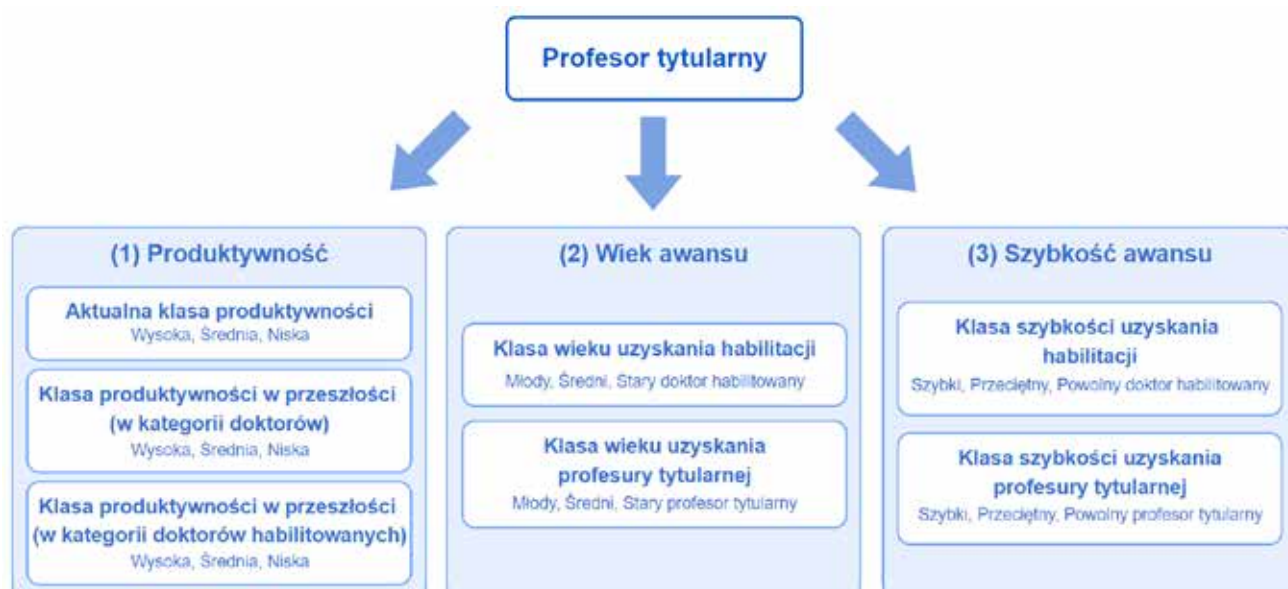 Profesor tytularny
(1) Produktywność
Aktualna klasa produktywności
Wysoka, Średnia, Niska
Klasa produktywności w przeszłości
(w kategorii doktorów)
Wysoka, Średnia, Niska
Klasa produktywności w przeszłości
(w kategorii doktorów habilitowanych)
Wysoka, Średnia, Niska
(2) Wiek awansu
Klasa wieku uzyskania habilitacji
Młody, Średni, Stary doktor habilitowany
Klasa wieku uzyskania
profesury tytularnej
Młody, Średni, Stary profesor tytularny
(3) Szybkość awansu
Klasa szybkości uzyskania
habilitacji
Szybki, Przeciętny, Powolny doktor habilitowany
Klasa szybkości uzyskania
profesury tytularnej
Szybki, Przeciętny, Powolny profesor tytularny